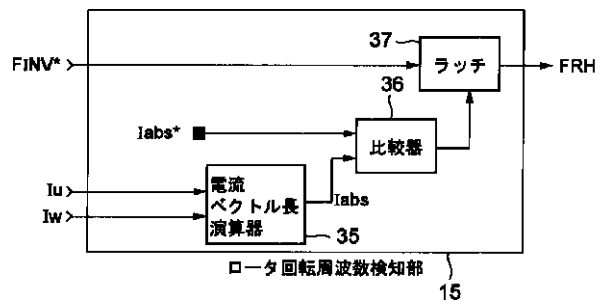 37
FINV*
ラッチ
FRH
36
Iabs*
比較器
Iu
Iw
電流
ベクトル長
演算器
Iabs
35
ロータ回転周波数検知部
15